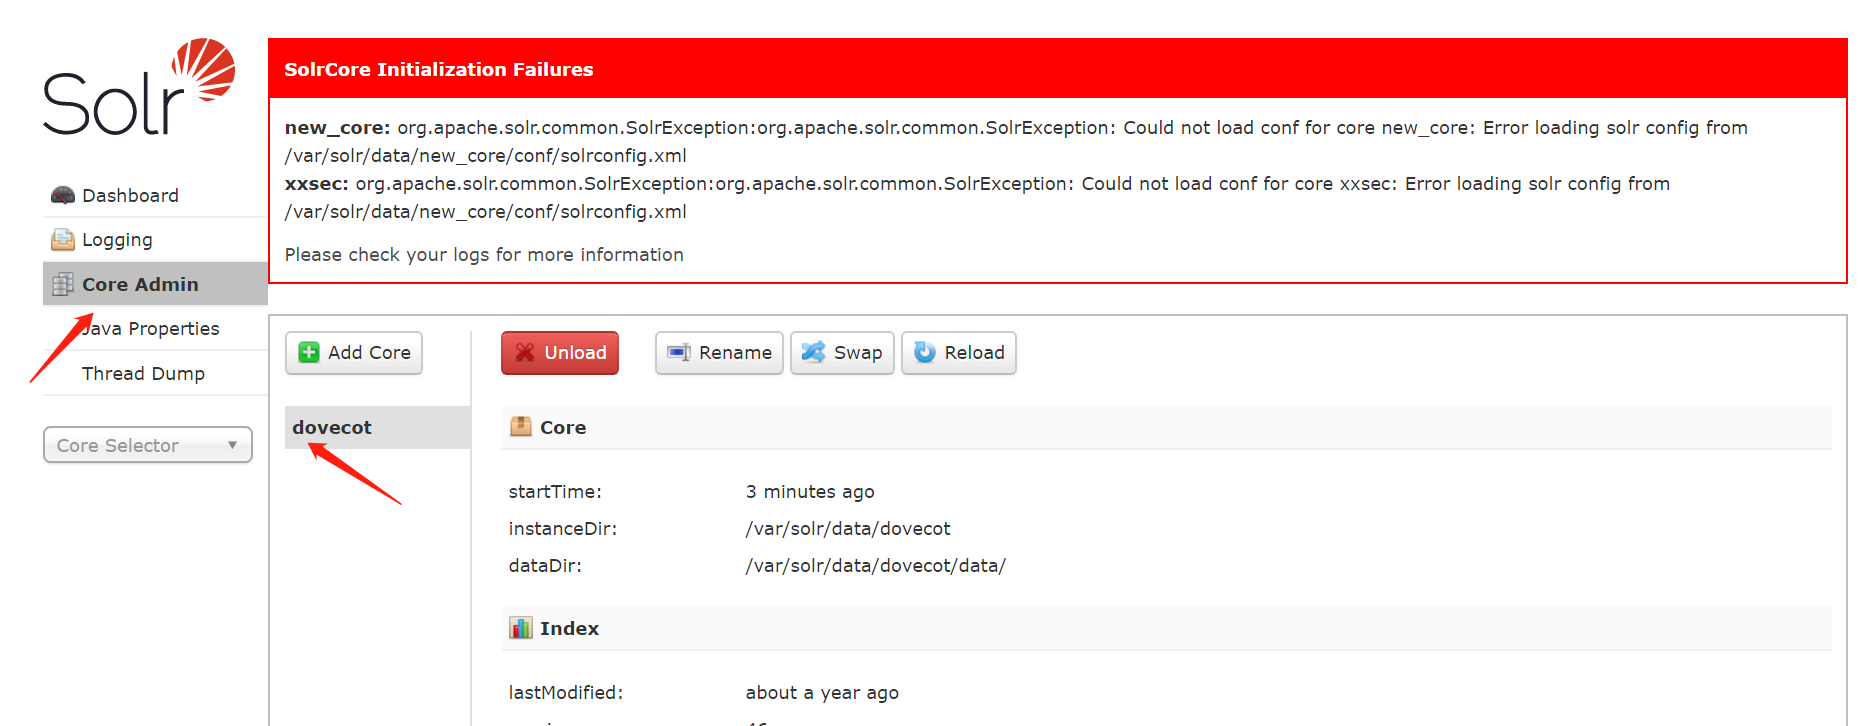 Solr
Dashboard
Logging
Core Admin
Java Properties
Thread Dump
Core Selector
SolrCore Initialization Failures
new_core: org.apache.solr.common.SolrException:org.apache.solr.common.SolrException: Could not load conf for core new_core: Error loading solr config from
/var/solr/data/new_core/conf/solrconfig.xml
xxsec: org.apache.solr.common.SolrException:org.apache.solr.common.SolrException: Could not load conf for core xxsec: Error loading solr config from
/var/solr/data/new_core/conf/solrconfig.xml
Please check your logs for more information
Add Core
Unload
Rename
Swap
Reload
dovecot
Core
startTime: 3 minutes ago
instanceDir: /var/solr/data/dovecot
dataDir: /var/solr/data/dovecot/data/
Index
lastModified: about a year ago